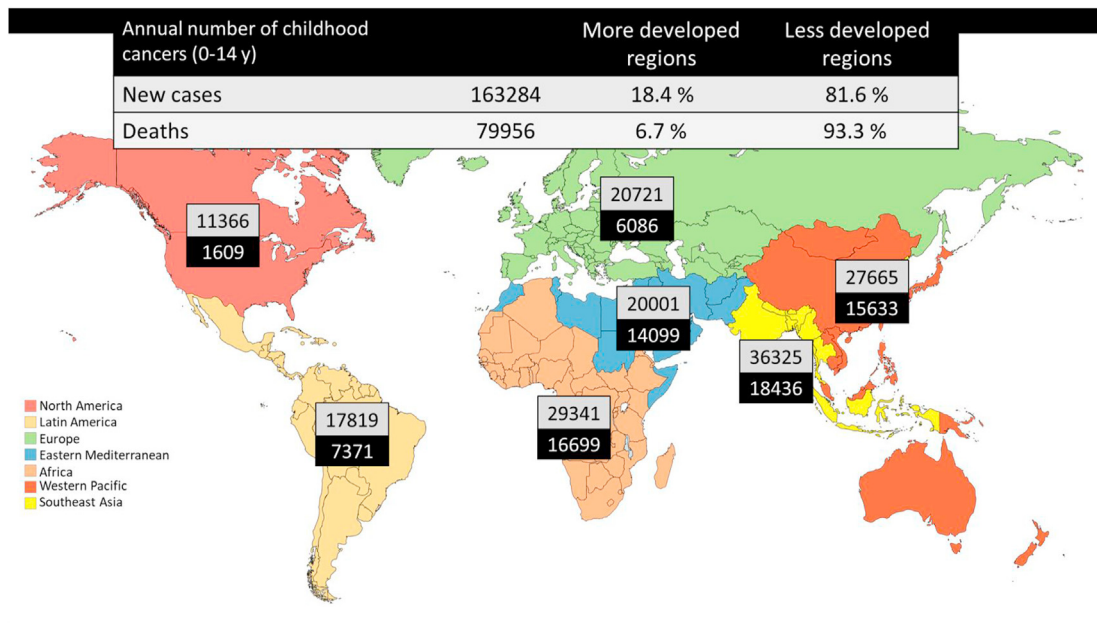 Annual number of childhood
cancers (0-14 y)
More developed
regions
Less developed
regions
New cases 163284 18.4 % 81.6 %
Deaths 79956 6.7 % 93.3 %
20721
6086
11366
1609
27665
15633
20001
14099
36325
18436
29341
16699
17819
7371
North America
Latin America
Europe
Eastern Mediterranean
Africa
Western Pacific
Southeast Asia